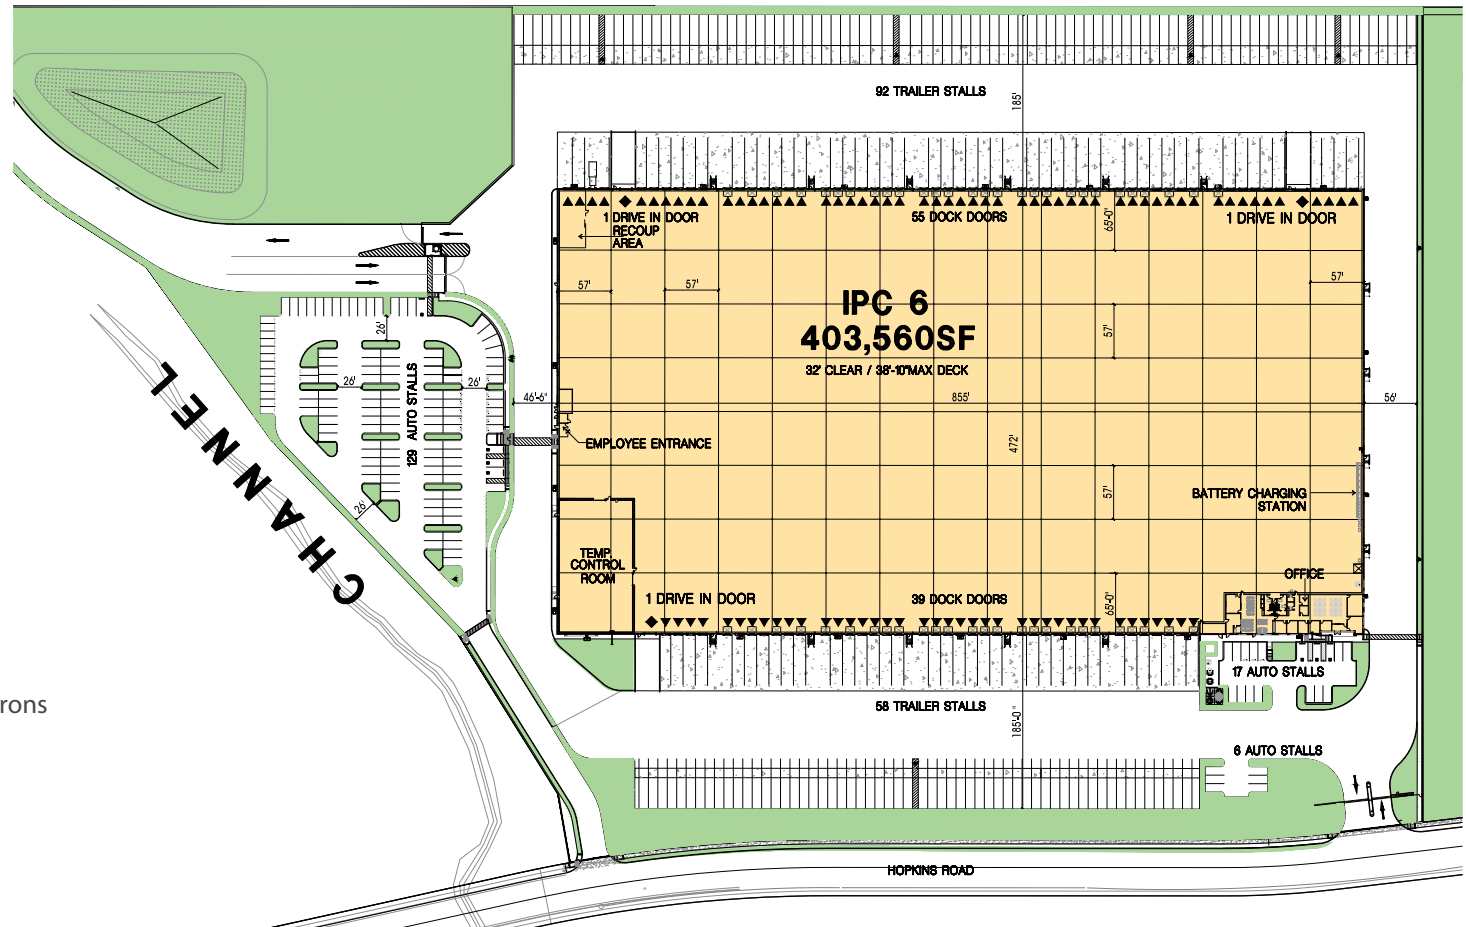 92 TRAILER STALLS
185'
1 DRIVE IN DOOR
RECOUP
AREA
55 DOCK DOORS
65'-0"
1 DRIVE IN DOOR
57'
57'
57'
IPC 6
403,560SF
32' CLEAR / 38'-10"MAX DECK
57'
26'
26'
26'
129 AUTO STALLS
46'-6"
855'
56'
EMPLOYEE ENTRANCE
472'
57'
BATTERY CHARGING
STATION
26'
CHANNEL
TEMP.
CONTROL
ROOM
OFFICE
1 DRIVE IN DOOR
39 DOCK DOORS
65'-0"
17 AUTO STALLS
rons
58 TRAILER STALLS
185'-0"
6 AUTO STALLS
HOPKINS ROAD